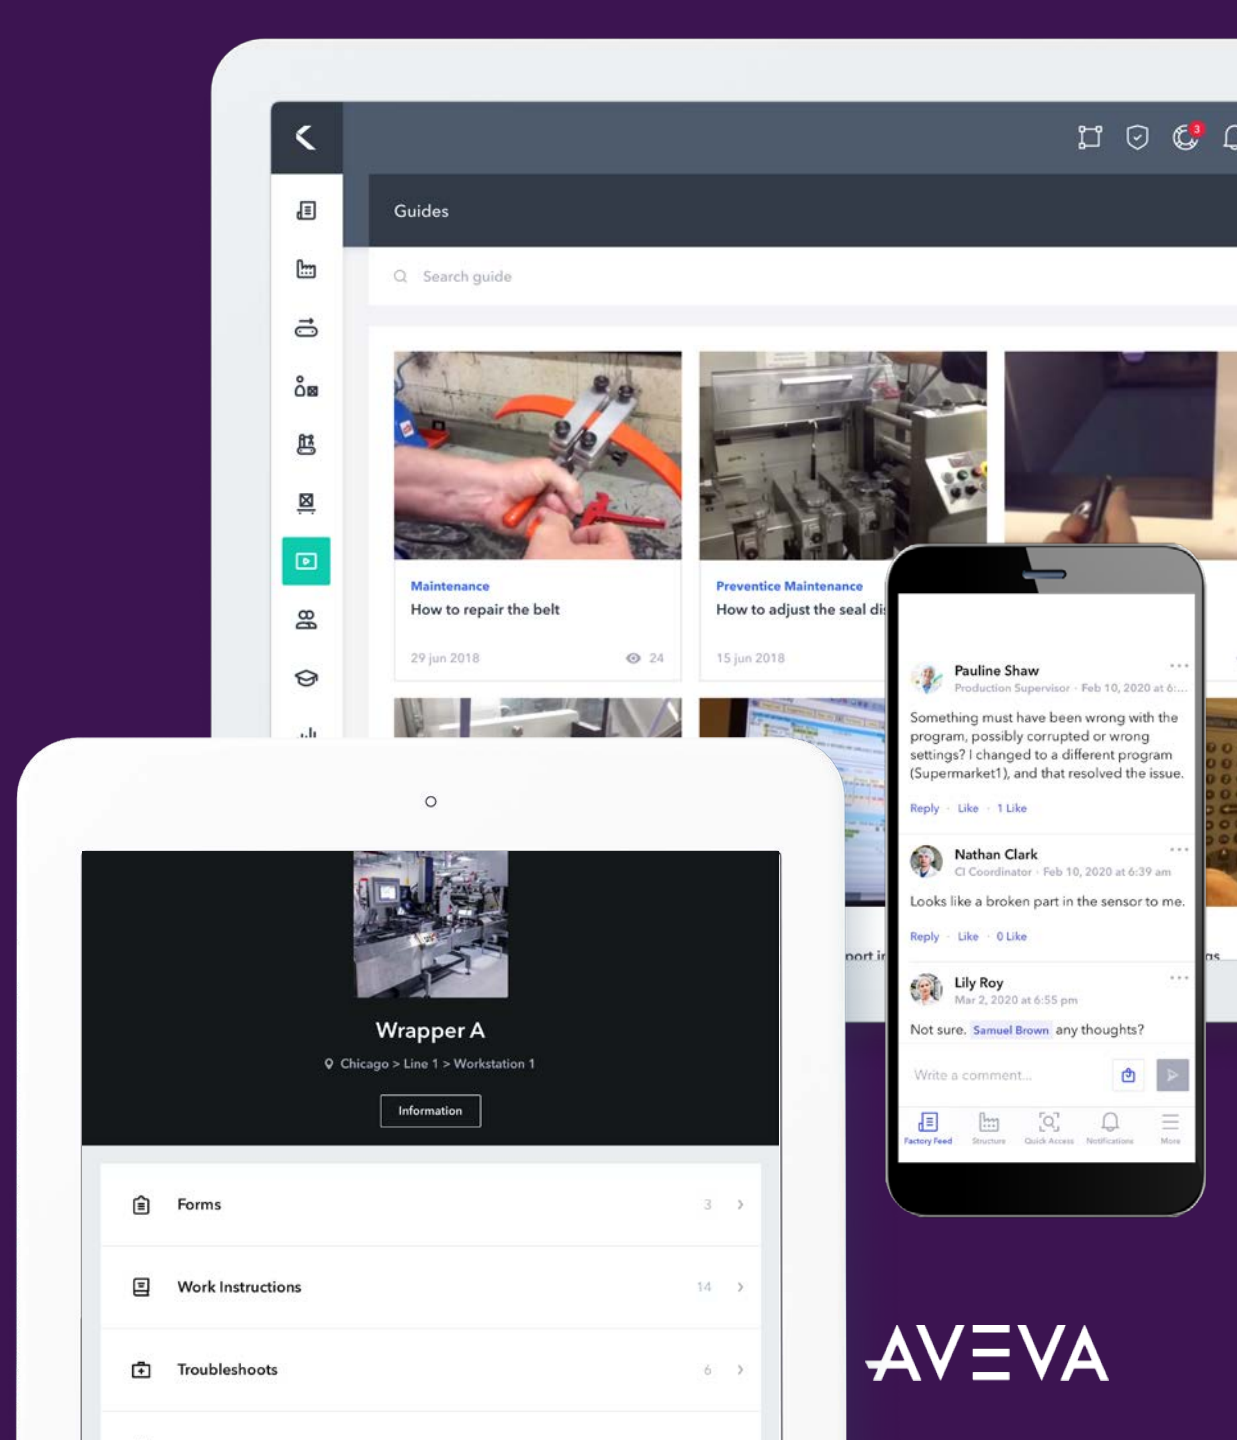 3
Guides
Search guide
Maintenance
How to repair the belt
29 jun 2018
24
Preventice Maintenance
How to adjust the seal
15 jun 2018
Pauline Shaw
Production Supervisor · Feb 10, 2020 at 6:...
Something must have been wrong with the
program, possibly corrupted or wrong
settings? I changed to a different program
(Supermarket1), and that resolved the issue.
Reply · Like · 1 Like
Nathan Clark
CI Coordinator · Feb 10, 2020 at 6:39 am
Looks like a broken part in the sensor to me.
Reply · Like · 0 Like
Lily Roy
Mar 2, 2020 at 6:55 pm
Not sure. Samuel Brown any thoughts?
Write a comment...
Factory Feed Structure Quick Access Notifications More
Wrapper A
Chicago > Line 1 > Workstation 1
Information
Forms 3 >
Work Instructions 14 >
Troubleshoots 6 >
AVEVA